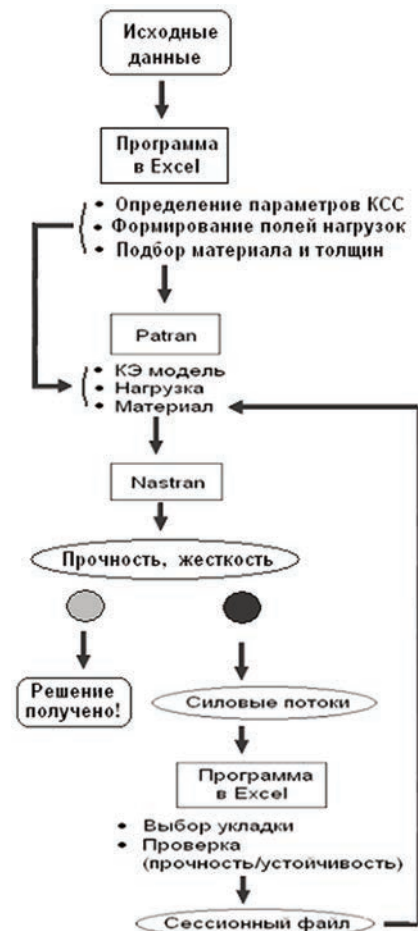 Исходные
данные
Программа
в Excel
• Определение параметров КСС
• Формирование полей нагрузок
• Подбор материала и толщин
Patran
• КЭ модель
• Нагрузка
• Материал
Nastran
Прочность, жесткость
Решение
получено!
Силовые потоки
Программа
в Excel
• Выбор укладки
• Проверка
(прочность/устойчивость)
Сессионный файл